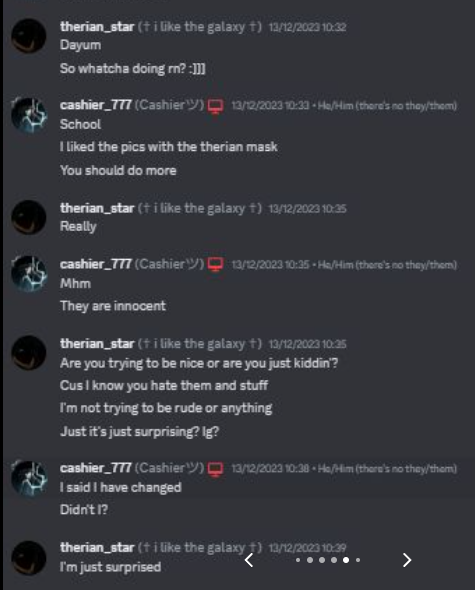 therian_star († i like the galaxy †) 13/12/2023 10:32
Dayum
So whatcha doing rn? :]]]
cashier_777 (Cashierツ) 13/12/2023 10:33 • He/Him (there's no they/them)
School
I liked the pics with the therian mask
You should do more
therian_star († i like the galaxy †) 13/12/2023 10:35
Really
cashier_777 (Cashierツ) 13/12/2023 10:35 • He/Him (there's no they/them)
Mhm
They are innocent
therian_star († i like the galaxy †) 13/12/2023 10:35
Are you trying to be nice or are you just kiddin'?
Cus I know you hate them and stuff
I'm not trying to be rude or anything
Just it's just surprising? Ig?
cashier_777 (Cashierツ) 13/12/2023 10:38 • He/Him (there's no they/them)
I said I have changed
Didn't I?
therian_star († i like the galaxy †) 13/12/2023 10:39
I'm just surprised